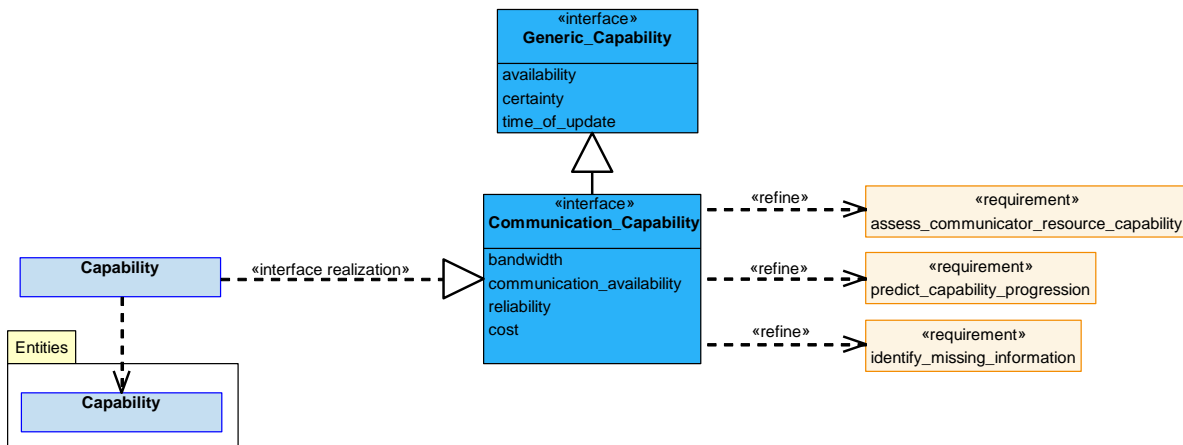 «interface»
Generic_Capability
availability
certainty
time_of_update
«interface»
Communication_Capability
bandwidth
communication_availability
reliability
cost
«refine»
«requirement»
assess_communicator_resource_capability
«refine»
«requirement»
predict_capability_progression
«refine»
«requirement»
identify_missing_information
Capability
«interface realization»
Entities
Capability